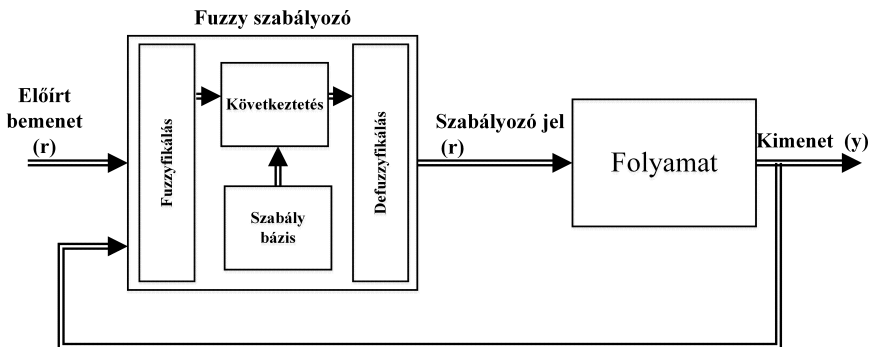 Fuzzy szabályozó
Előírt
bemenet
(r)
Fuzzyfikálás
Következtetés
Szabály
bázis
Defuzzyfikálás
Szabályozó jel
(r)
Folyamat
Kimenet (y)